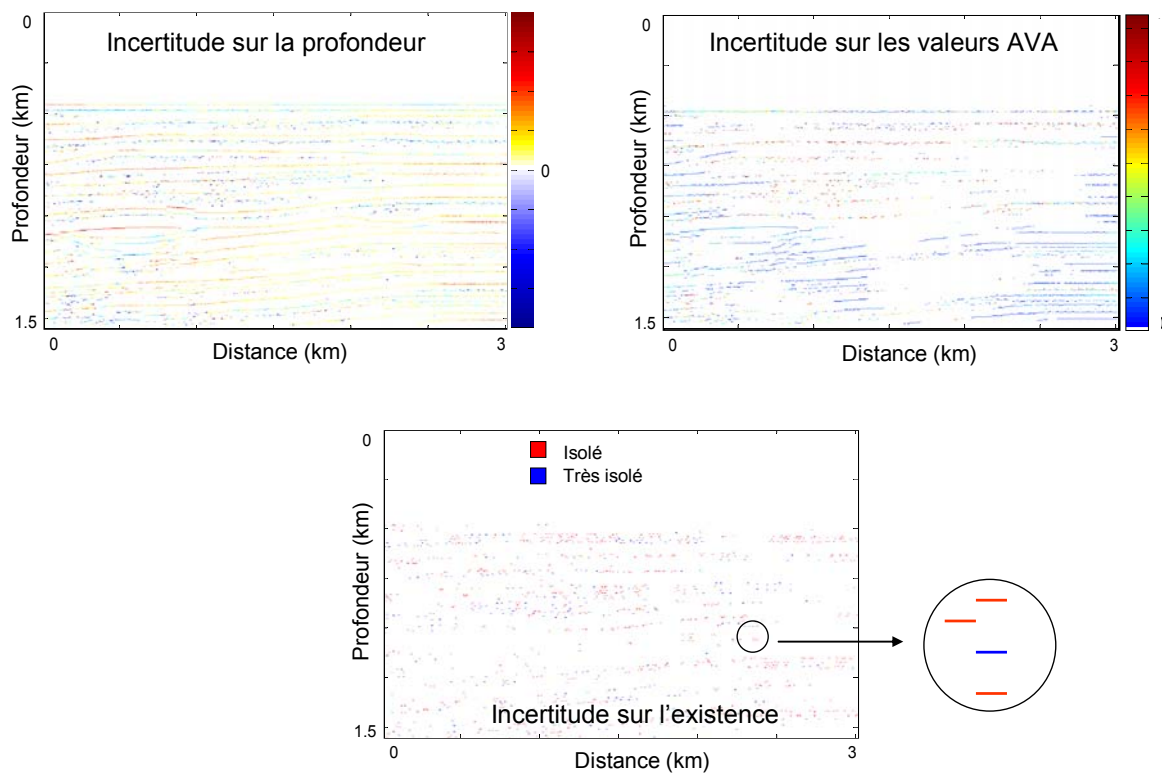 0
Incertitude sur la profondeur
Profondeur (km)
0
1.5
0
3
Distance (km)
0
Incertitude sur les valeurs AVA
Profondeur (km)
1.5
0
3
Distance (km)
0
Isolé
Très isolé
Profondeur (km)
Incertitude sur l'existence
1.5
0
3
Distance (km)